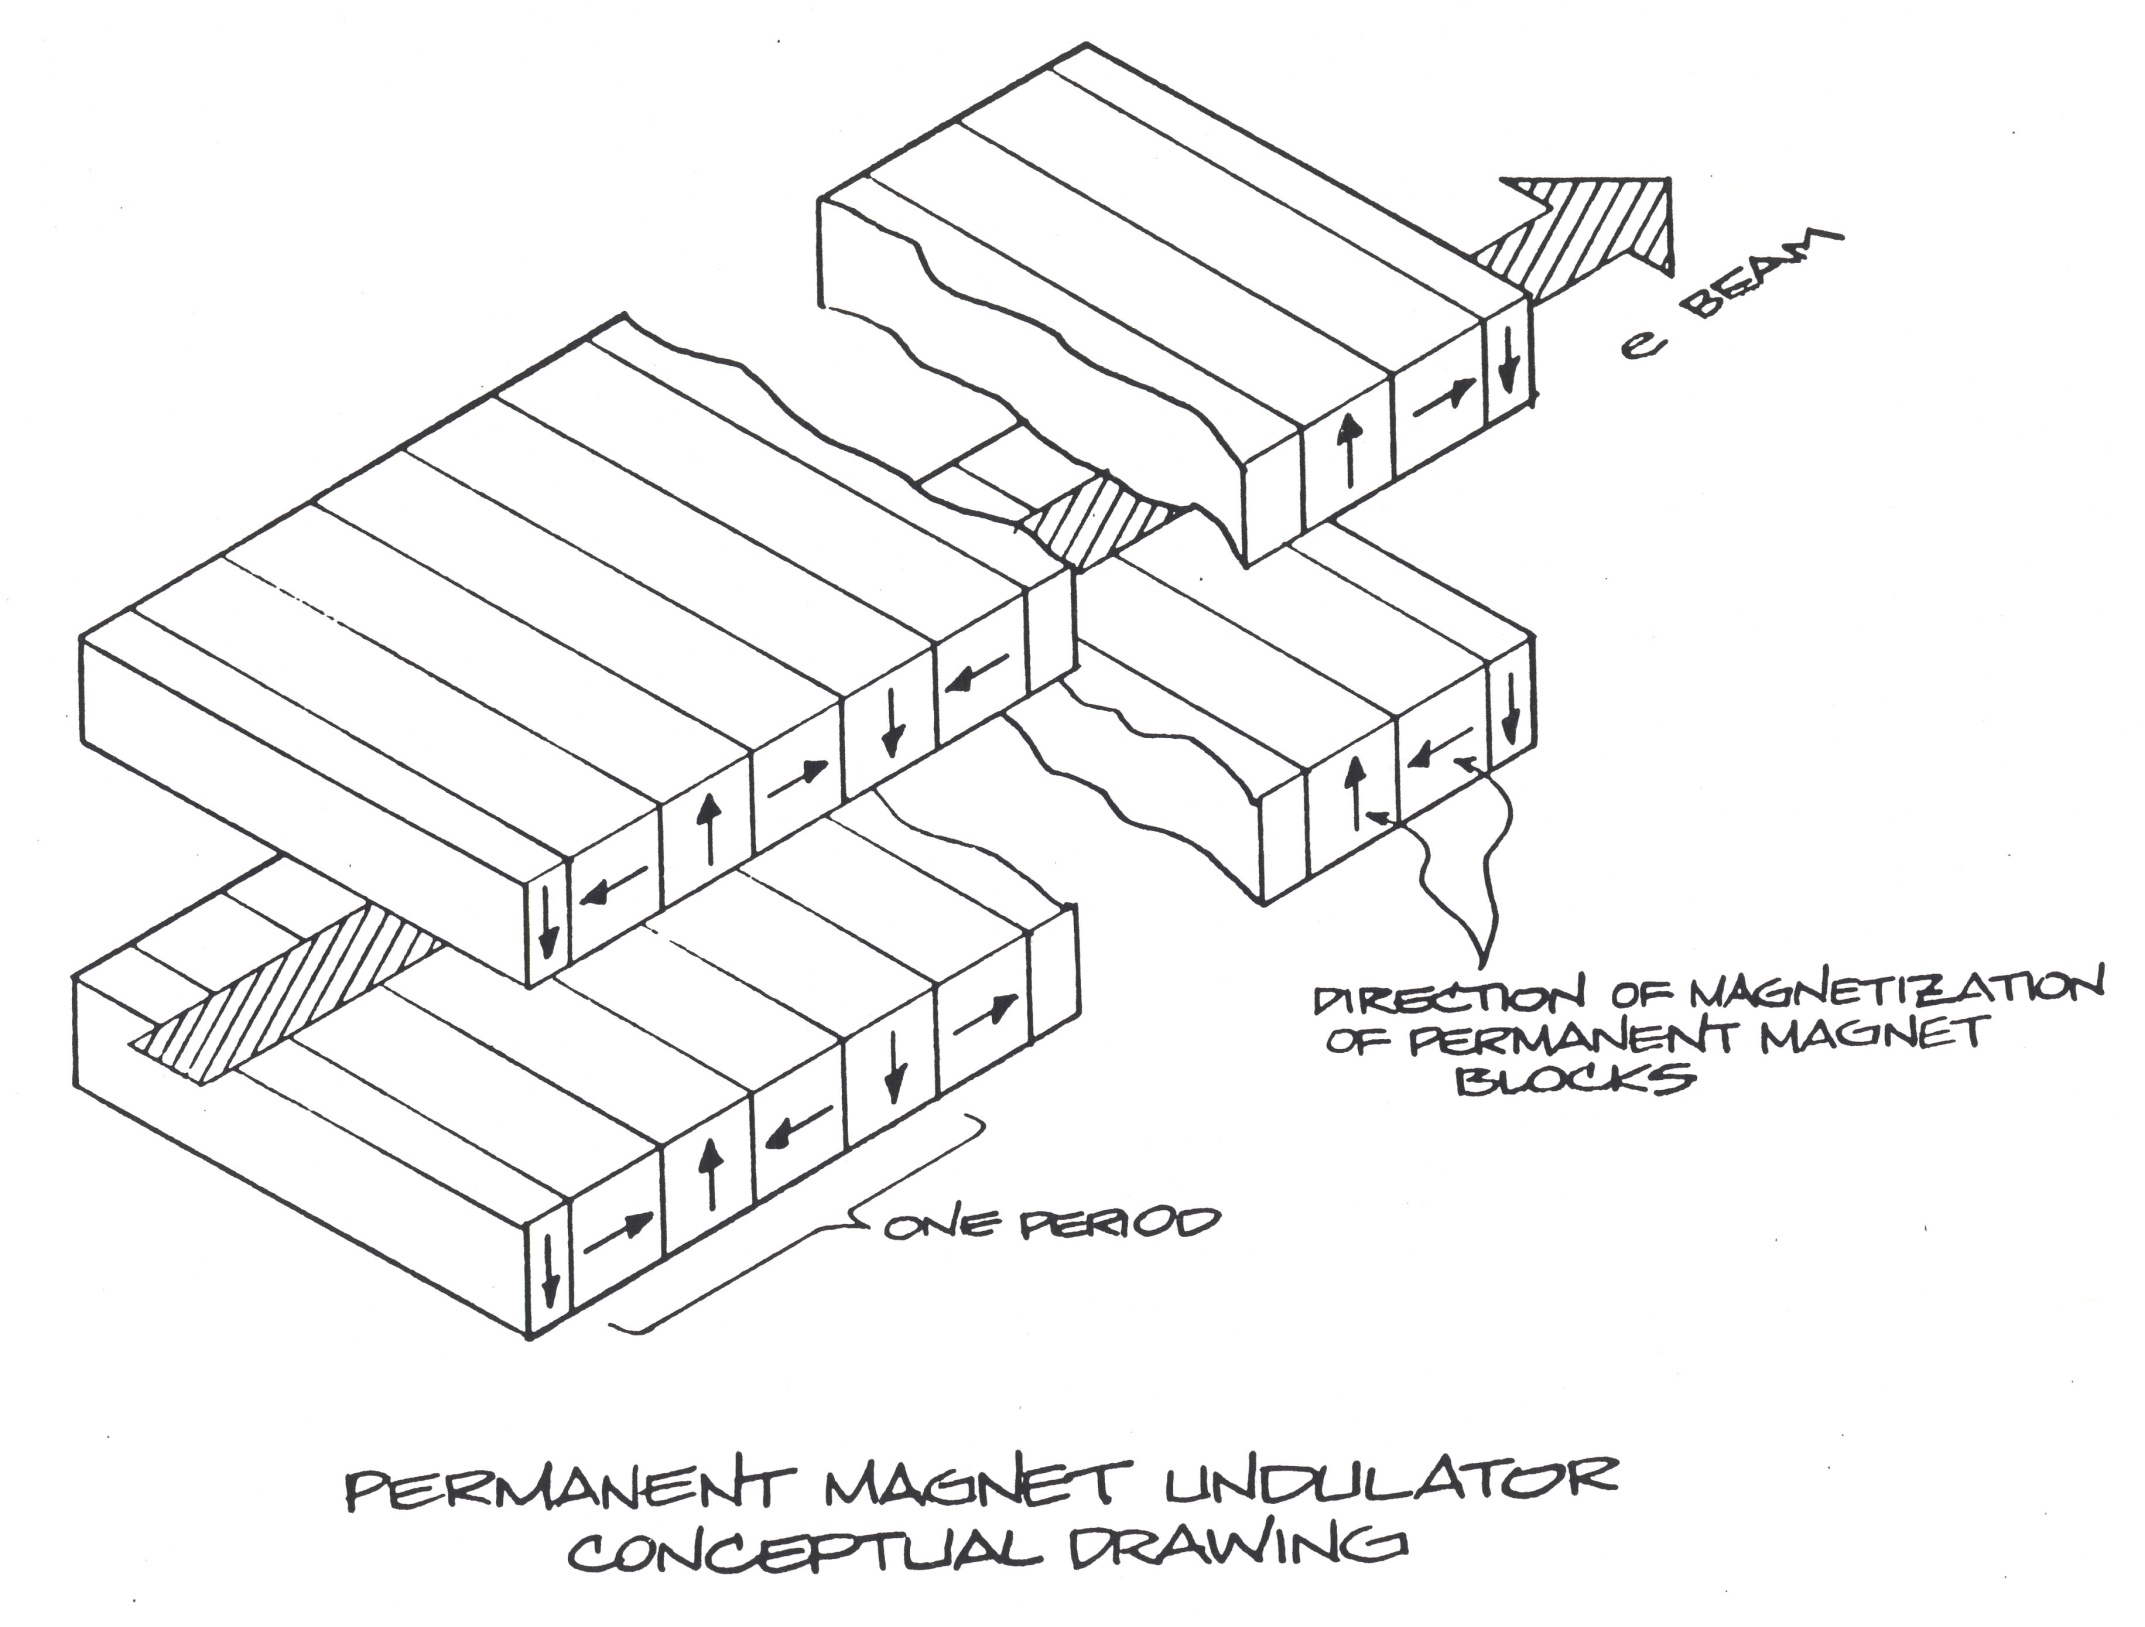 e BEAM
DIRECTION OF MAGNETIZATION
OF PERMANENT MAGNET
BLOCKS
ONE PERIOD
PERMANENT MAGNET UNDULATOR
CONCEPTUAL DRAWING